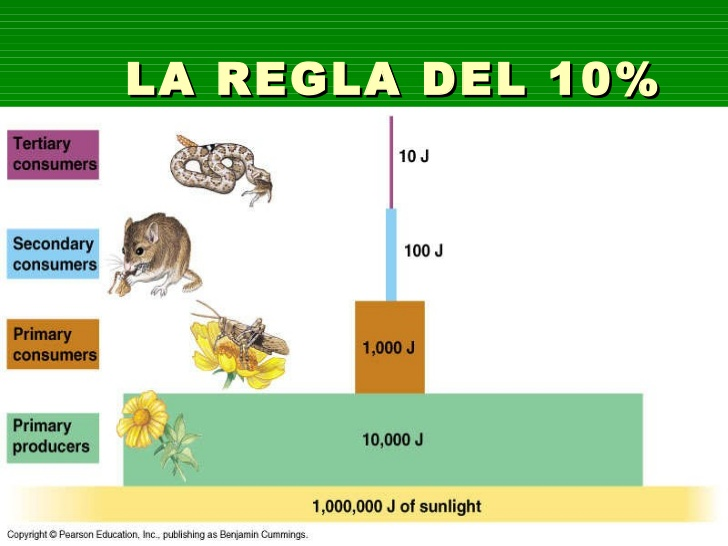 LA REGLA DEL 10%
Tertiary
consumers
10 J
Secondary
consumers
100 J
Primary
consumers
1,000 J
Primary
producers
10,000 J
1,000,000 J of sunlight
Copyright © Pearson Education, Inc., publishing as Benjamin Cummings.